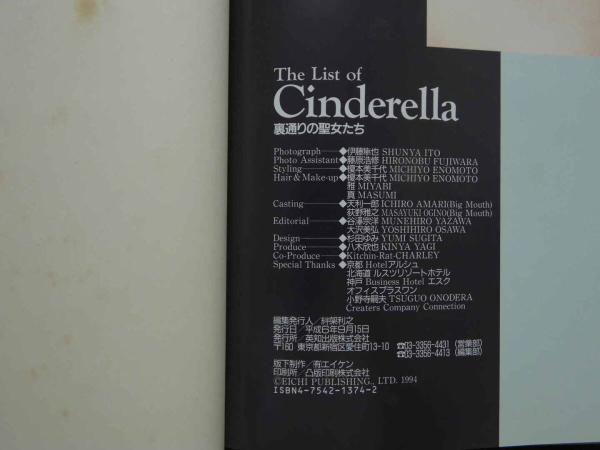 The List of
Cinderella
裏通りの聖女たち
Photograph◆伊藤隼也 SHUNYA ITO
Photo Assistant◆藤原浩修 HIRONOBU FUJIWARA
Styling◆榎本美千代 MICHIYO ENOMOTO
Hair & Make-up◆榎本美千代 MICHIYO ENOMOTO
雅 MIYABI
真 MASUMI
Casting◆天利一郎 ICHIRO AMARI(Big Mouth)
荻野雅之 MASAYUKI OGINO(Big Mouth)
Editorial◆谷澤宗洋 MUNEHIRO YAZAWA
大沢美弘 YOSHIHIRO OSAWA
Design◆杉田ゆみ YUMI SUGITA
Produce◆八木欣也 KINYA YAGI
Co-Produce◆Kitchin-Rat-CHARLEY
Special Thanks◆京都 Hotelアルシュ
北海道 ルスツリゾートホテル
神戸 Business Hotel エスク
オフィスプラスワン
小野寺嗣夫 TSUGUO ONODERA
Creaters Company Connection
編集発行人／絆榮利之
発行日／平成6年9月15日
発行所／英知出版株式会社
〒160 東京都新宿区愛住町13-10 ☎03-3356-4431 (営業部)
☎03-3356-4413 (編集部)
版下制作／有エイケン
印刷所／凸版印刷株式会社
©EICHI PUBLISHING., LTD. 1994
ISBN4-7542-1374-2